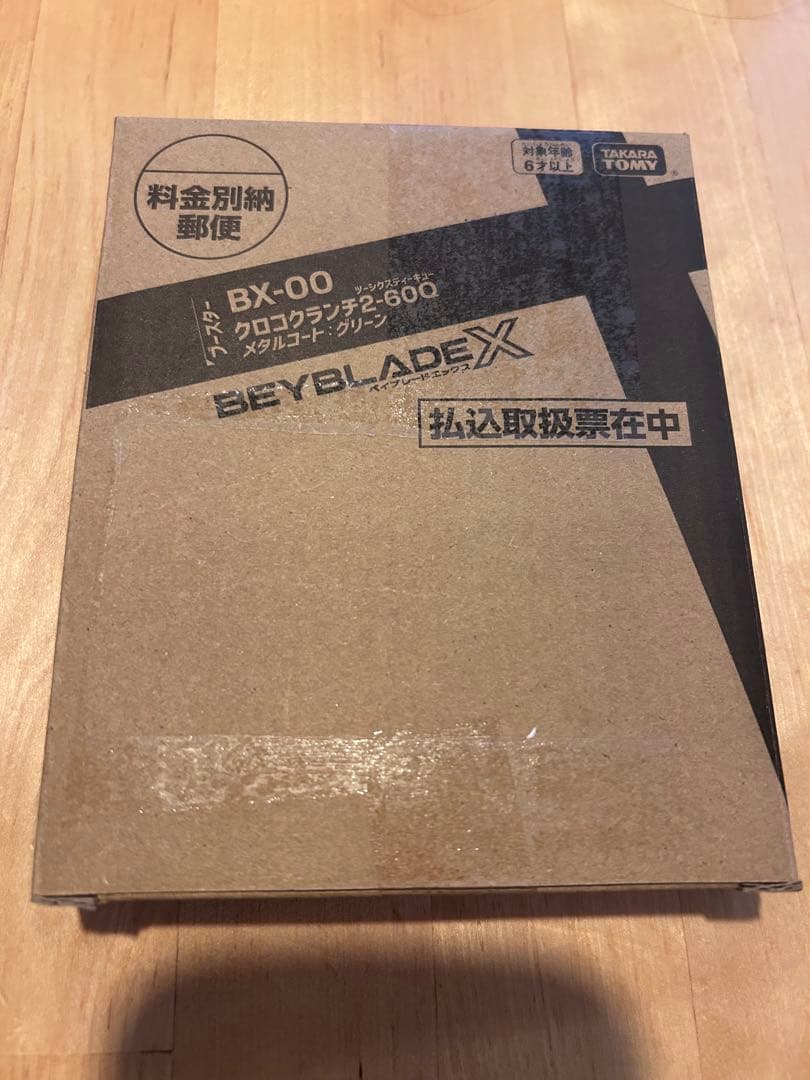 料金別納
郵便
対象年齢
6才以上
TAKARA
TOMY
®
ブースター
BX-00
ツーシックスティーキュー
クロコクランチ2-60Q
メタルコート:グリーン
BEYBLADE X
ベイブレードエックス
払込取扱票在中